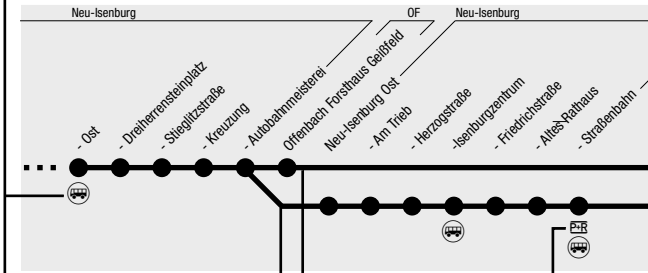 Neu-Isenburg
OF
Neu-Isenburg
- Ost
- Dreiherrensteinplatz
- Stieglitzstraße
- Kreuzung
- Autobahnmeisterei
Offenbach Forsthaus Geißfeld
Neu-Isenburg Ost
- Am Trieb
- Herzogstraße
-Isenburgzentrum
- Friedrichstraße
- Altes Rathaus
- Straßenbahn
P+R